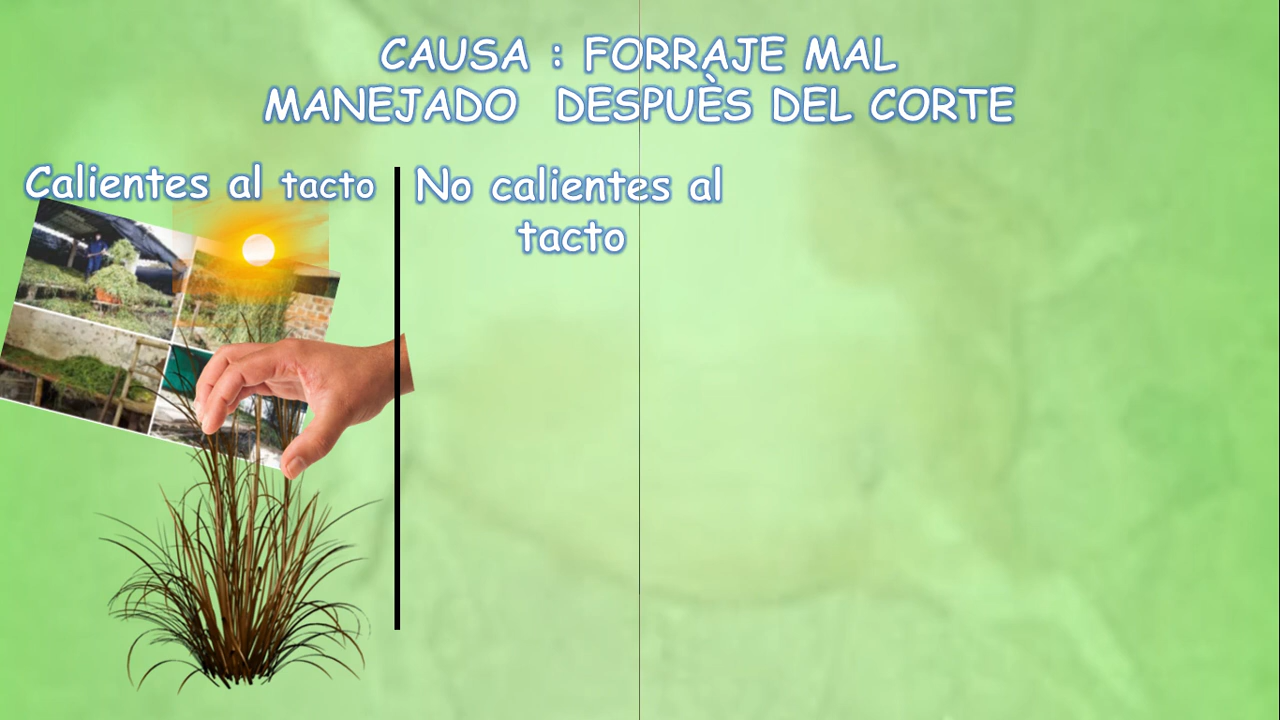 CAUSA : FORRAJE MAL
MANEJADO DESPUÈS DEL CORTE
Calientes al tacto
No calientes al
tacto